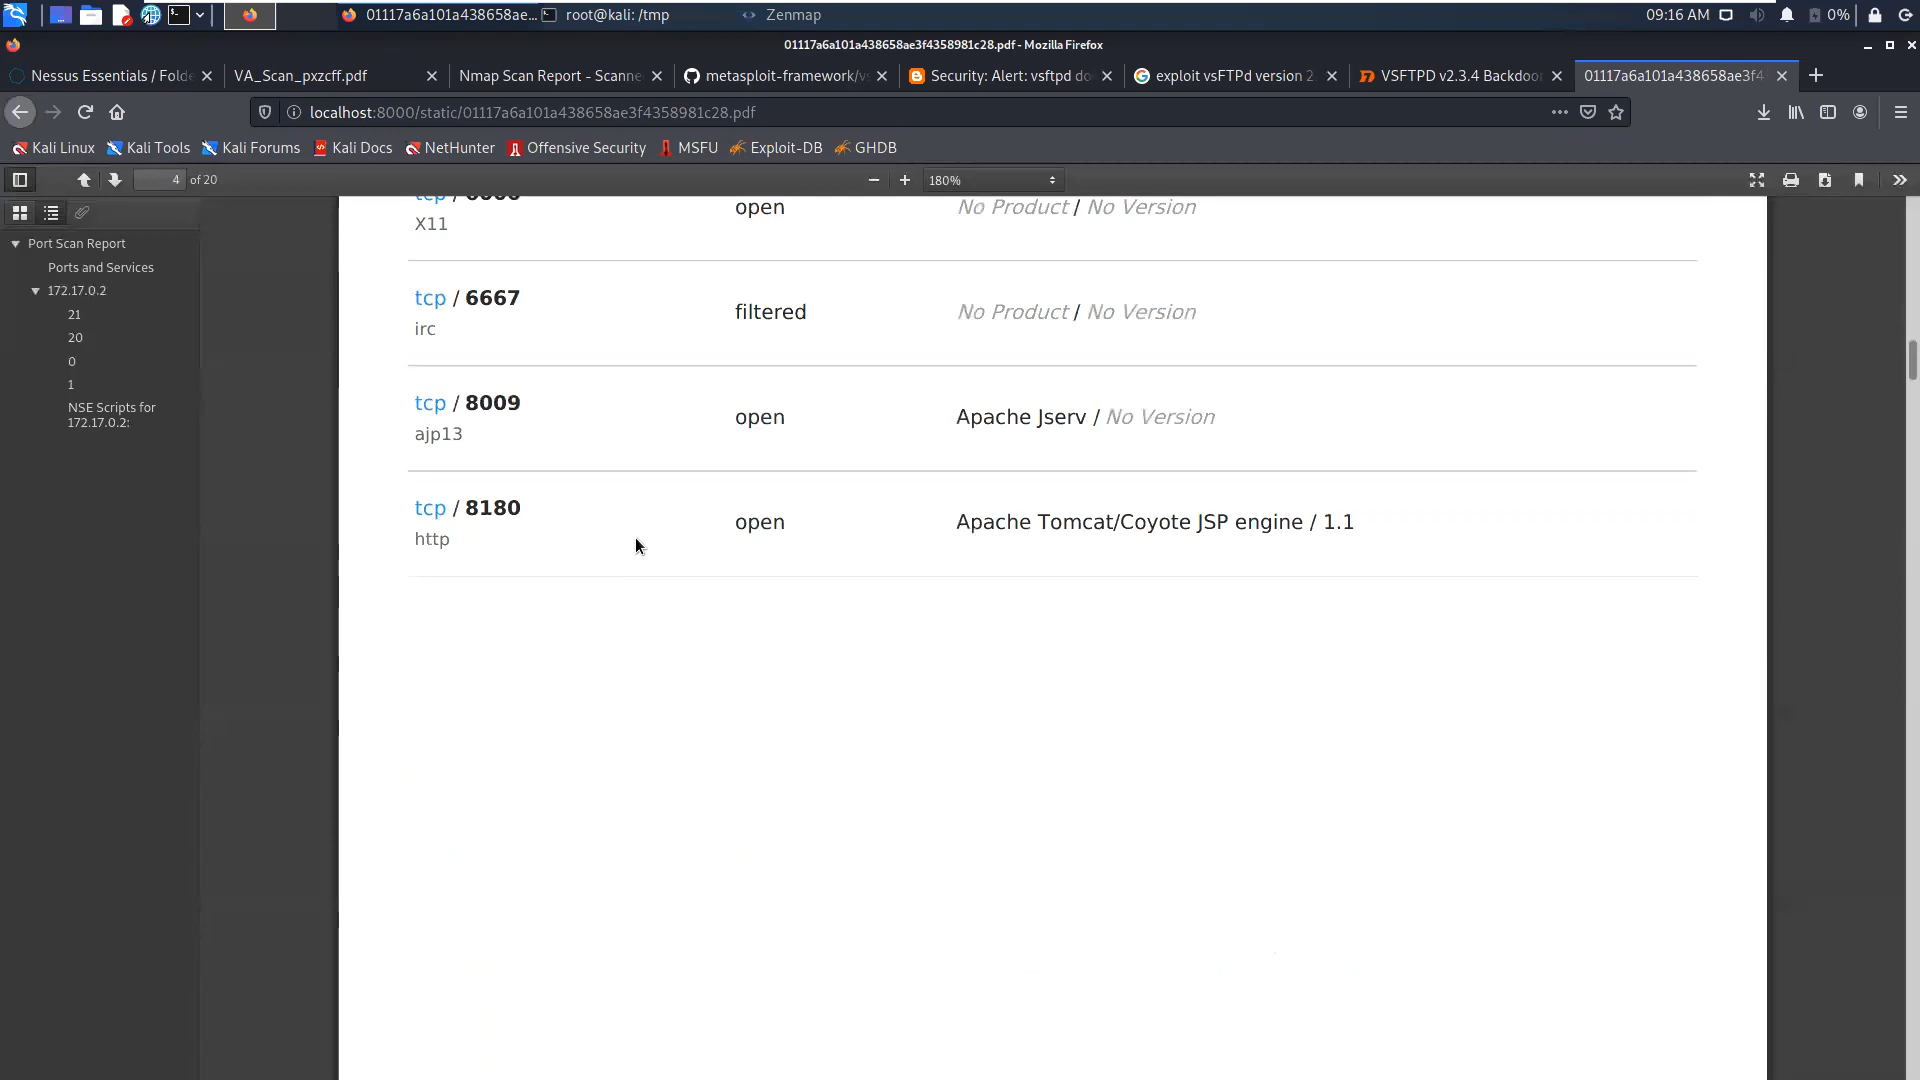 01117a6a101a438658ae... root@kali: /tmp Zenmap 09:16 AM 0%
01117a6a101a438658ae3f4358981c28.pdf - Mozilla Firefox
Nessus Essentials / Folde VA_Scan_pxzcff.pdf Nmap Scan Report - Scanne metasploit-framework/v Security: Alert: vsftpd do exploit vsFTPd version 2 VSFTPD v2.3.4 Backdoo 01117a6a101a438658ae3f4
localhost:8000/static/01117a6a101a438658ae3f4358981c28.pdf
Kali Linux Kali Tools Kali Forums Kali Docs NetHunter Offensive Security MSFU Exploit-DB GHDB
4 of 20 180%
Port Scan Report
Ports and Services
172.17.0.2
21
20
0
1
NSE Scripts for
172.17.0.2:
tcp / open No Product / No Version
X11
tcp / 6667 filtered No Product / No Version
irc
tcp / 8009 open Apache Jserv / No Version
ajp13
tcp / 8180 open Apache Tomcat/Coyote JSP engine / 1.1
http